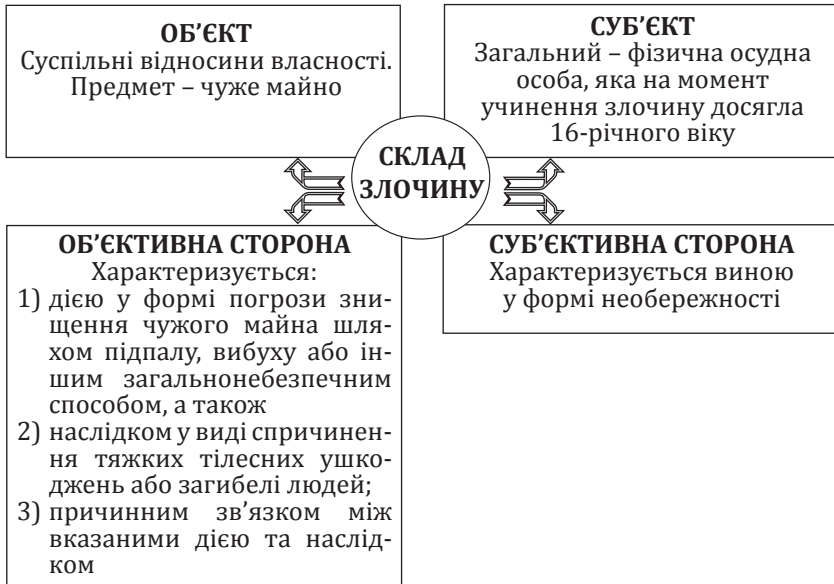 ОБ’ЄКТ
Суспільні відносини власності.
Предмет – чуже майно
СУБ’ЄКТ
Загальний – фізична осудна
особа, яка на момент
учинення злочину досягла
16-річного віку
СКЛАД
ЗЛОЧИНУ
ОБ’ЄКТИВНА СТОРОНА
Характеризується:
1) дією у формі погрози зни-
щення чужого майна шля-
хом підпалу, вибуху або ін-
шим загальнонебезпечним
способом, а також
2) наслідком у виді спричинен-
ня тяжких тілесних ушко-
джень або загибелі людей;
3) причинним зв’язком між
вказаними дією та наслід-
ком
СУБ’ЄКТИВНА СТОРОНА
Характеризується виною
у формі необережності